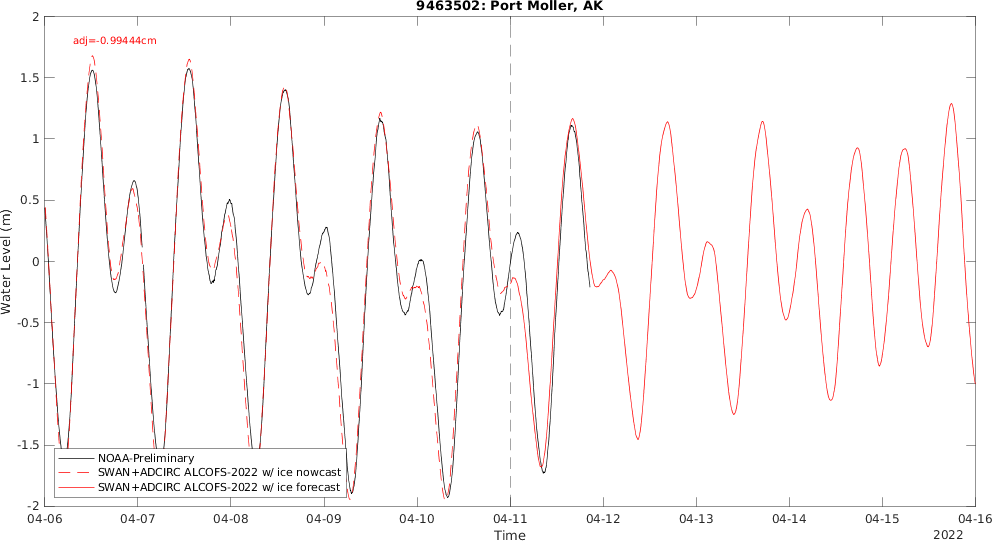 9463502: Port Moller, AK
adj=-0.99444cm
Water Level (m)
2
1.5
1
0.5
0
-0.5
-1
-1.5
-2
NOAA-Preliminary
SWAN+ADCIRC ALCOFS-2022 w/ ice nowcast
SWAN+ADCIRC ALCOFS-2022 w/ ice forecast
04-06 04-07 04-08 04-09 04-10 04-11 04-12 04-13 04-14 04-15 04-16
Time
2022